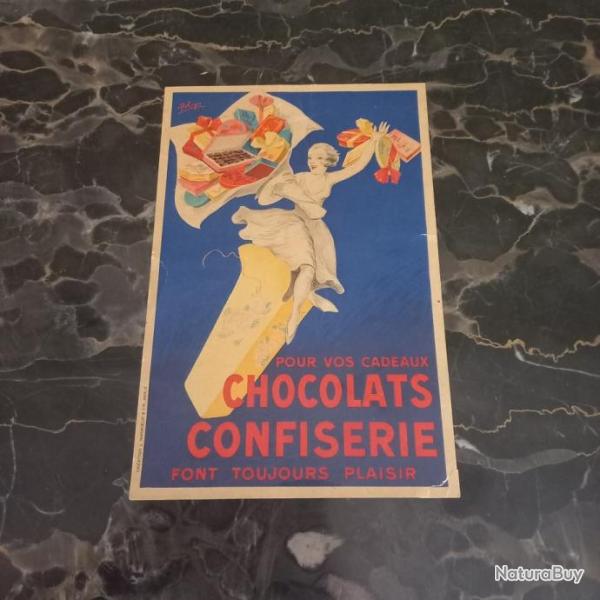 POUR VOS CADEAUX
CHOCOLATS
CONFISERIE
FONT TOUJOURS PLAISIR
NaturaBuy